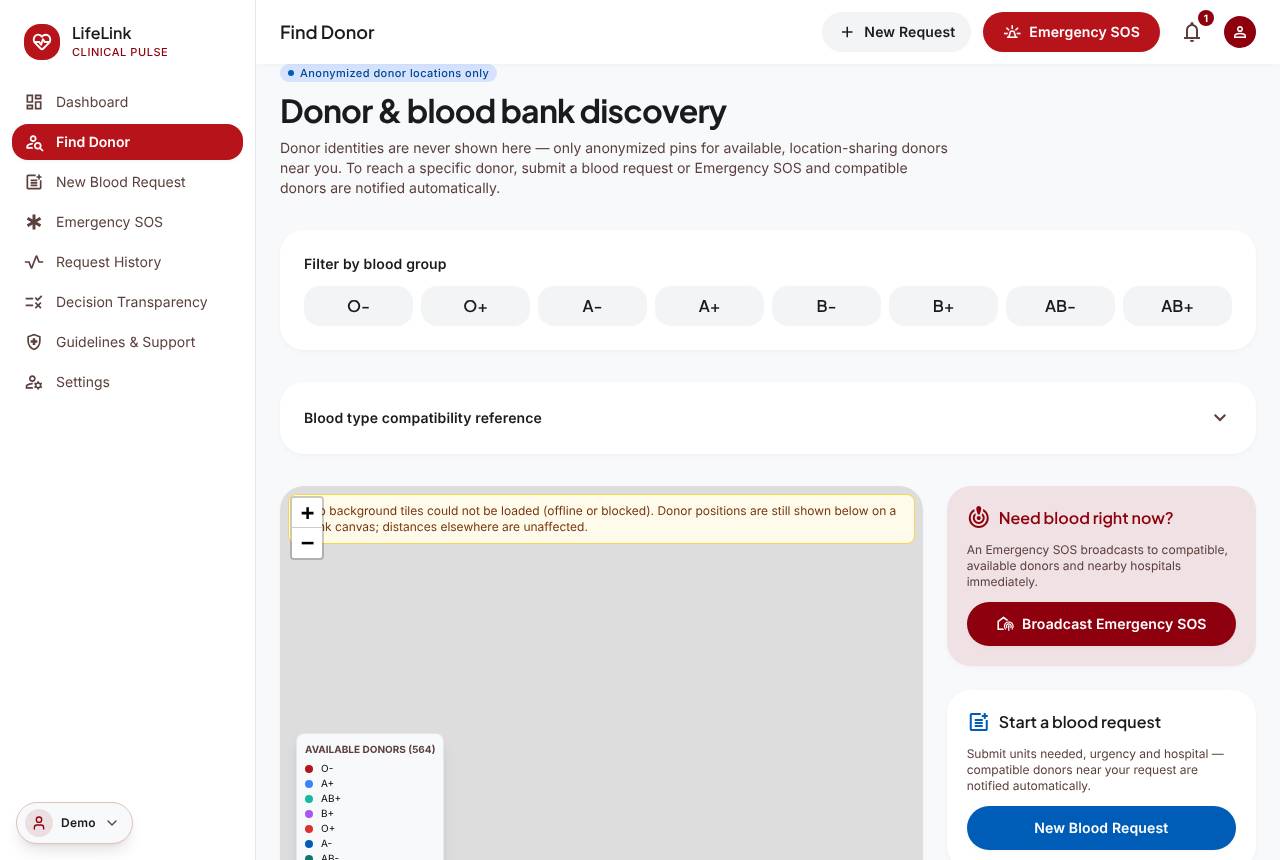 LifeLink
CLINICAL PULSE
Dashboard
Find Donor
New Blood Request
Emergency SOS
Request History
Decision Transparency
Guidelines & Support
Settings
Demo
Find Donor
New Request
Emergency SOS
1
Anonymized donor locations only
Donor & blood bank discovery
Donor identities are never shown here — only anonymized pins for available, location-sharing donors
near you. To reach a specific donor, submit a blood request or Emergency SOS and compatible
donors are notified automatically.
Filter by blood group
O- O+ A- A+ B- B+ AB- AB+
Blood type compatibility reference
+
−
background tiles could not be loaded (offline or blocked). Donor positions are still shown below on a
canvas; distances elsewhere are unaffected.
AVAILABLE DONORS (564)
O-
A+
AB+
B+
O+
A-
AB-
Need blood right now?
An Emergency SOS broadcasts to compatible,
available donors and nearby hospitals
immediately.
Broadcast Emergency SOS
Start a blood request
Submit units needed, urgency and hospital —
compatible donors near your request are
notified automatically.
New Blood Request